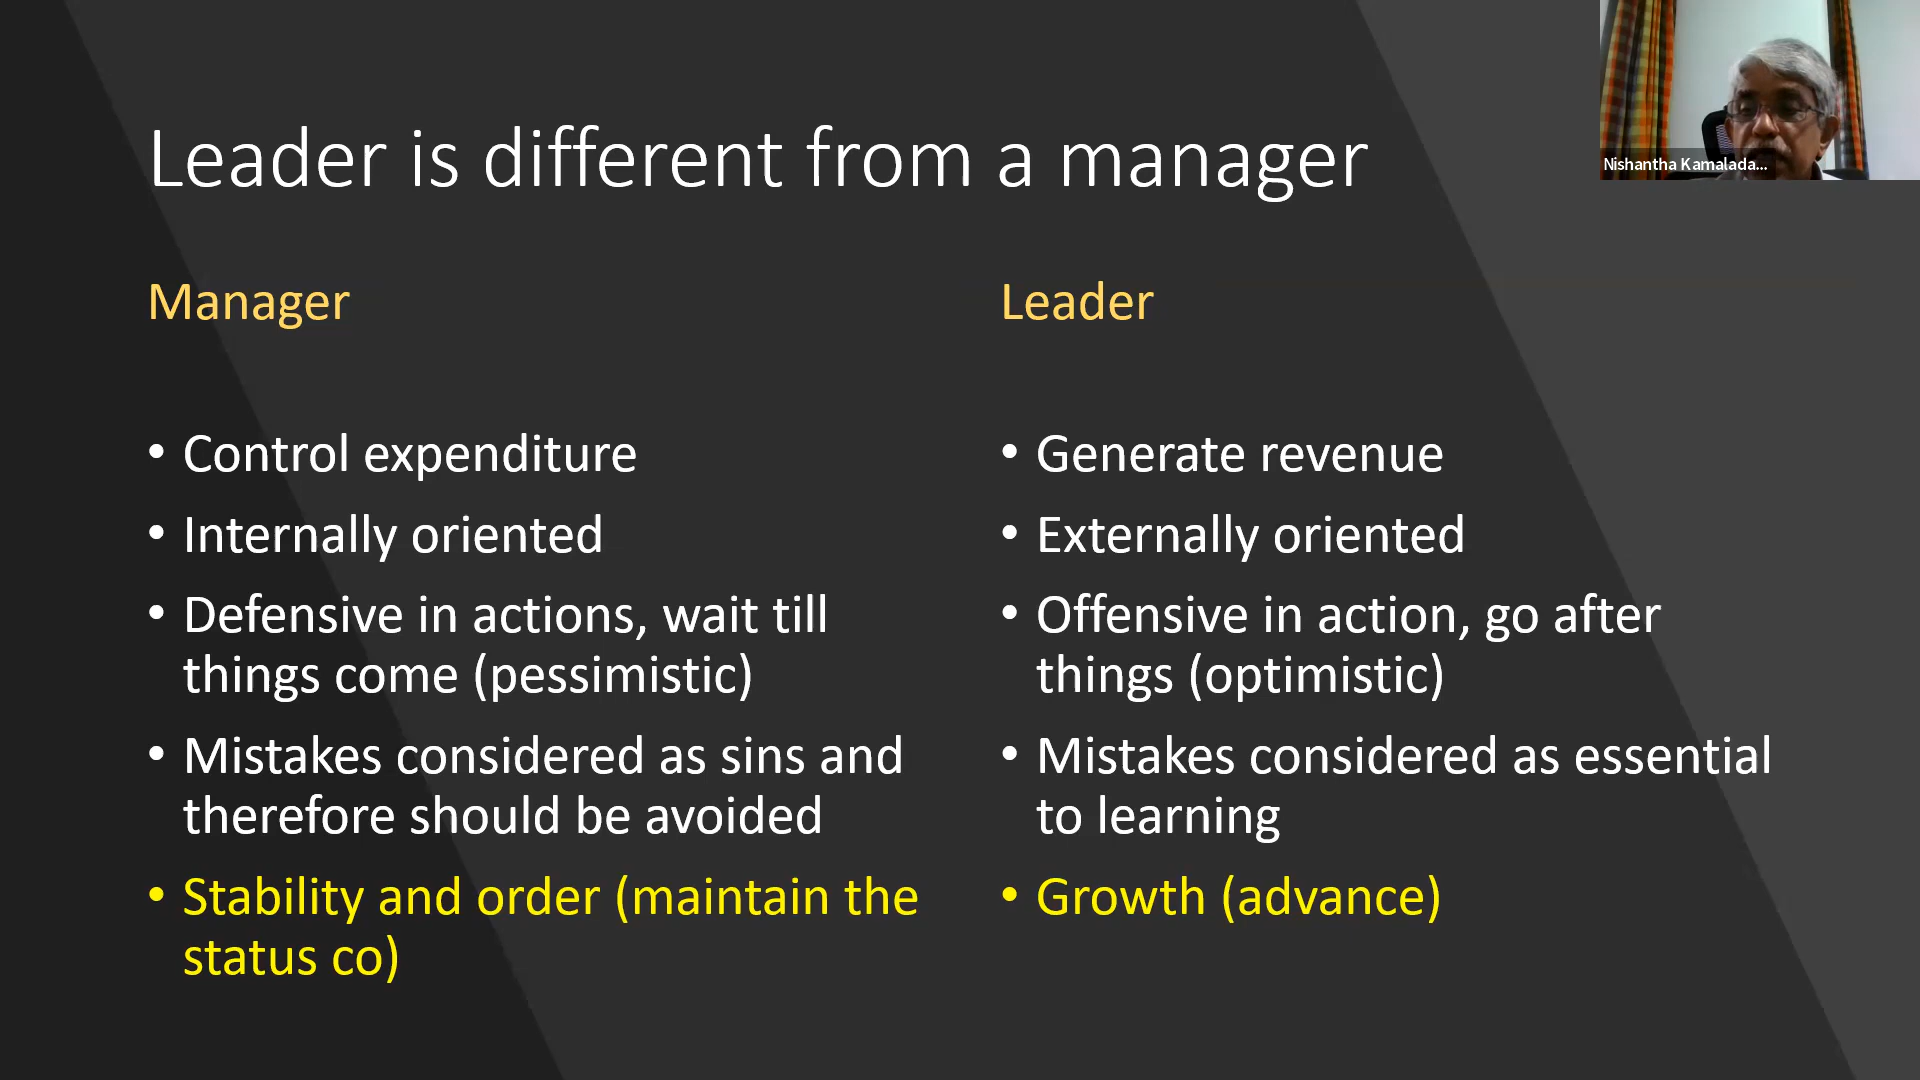 Leader is different from a manager
Nishantha Kamalada...
Manager
• Control expenditure
• Internally oriented
• Defensive in actions, wait till
things come (pessimistic)
• Mistakes considered as sins and
therefore should be avoided
• Stability and order (maintain the
status co)
Leader
• Generate revenue
• Externally oriented
• Offensive in action, go after
things (optimistic)
• Mistakes considered as essential
to learning
• Growth (advance)